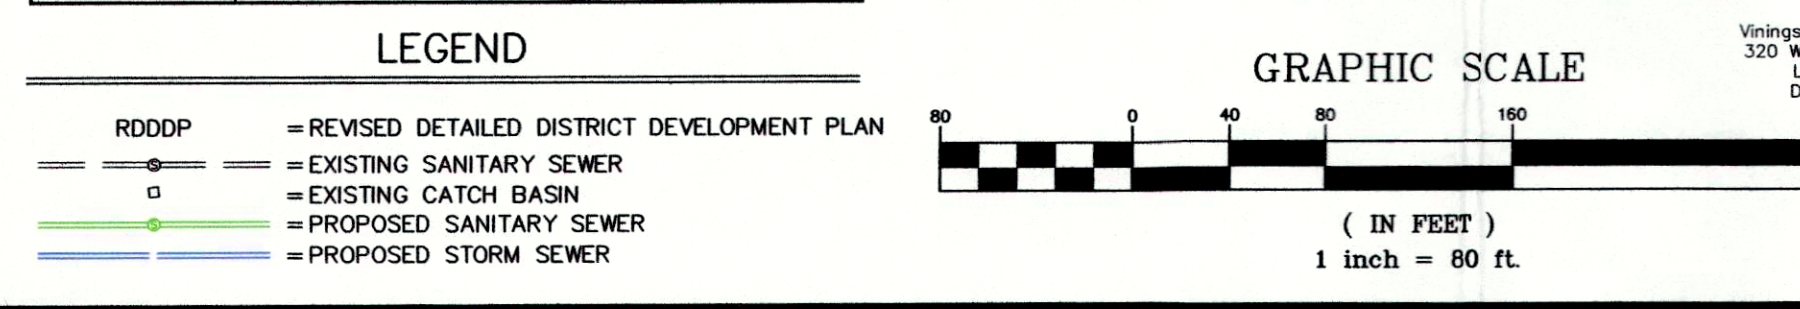 LEGEND
RDDDP = REVISED DETAILED DISTRICT DEVELOPMENT PLAN
S = EXISTING SANITARY SEWER
= EXISTING CATCH BASIN
S = PROPOSED SANITARY SEWER
= PROPOSED STORM SEWER
GRAPHIC SCALE
80 0 40 80 160
( IN FEET )
1 inch = 80 ft.
Vinings
320 W
L
D